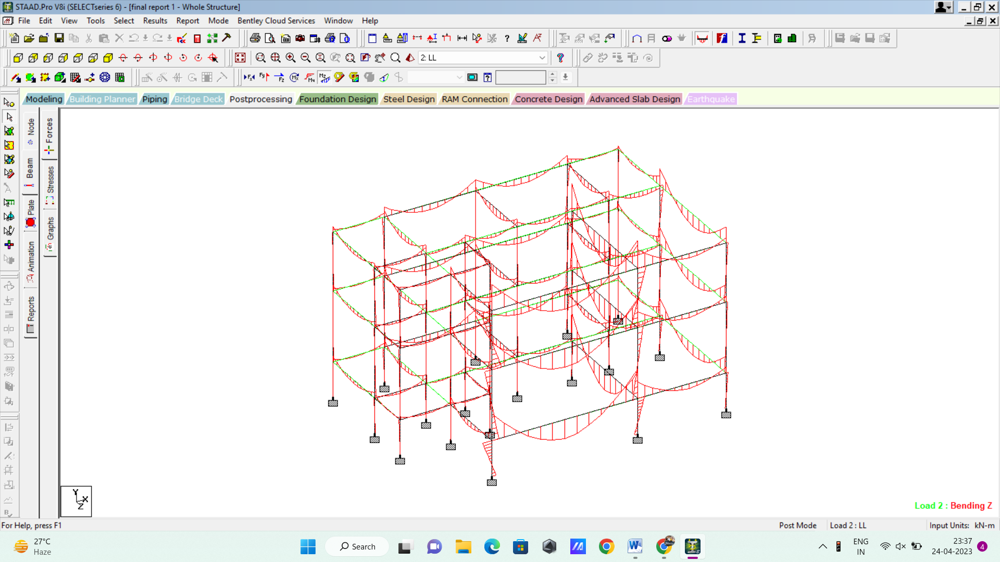 STAAD.Pro V8i (SELECTseries 6) - [final report 1 - Whole Structure]
File Edit View Tools Select Results Report Mode Bentley Cloud Services Window Help
2: LL
Modeling Building Planner Piping Bridge Deck Postprocessing Foundation Design Steel Design RAM Connection Concrete Design Advanced Slab Design Earthquake
Node
Beam
Plate
Animation
Reports
Forces
Stresses
Graphs
Y
X
Z
Load 2 : Bending Z
For Help, press F1
Post Mode
Load 2 : LL
Input Units: kN-m
27°C
Haze
Search
ENG
IN
23:37
24-04-2023
4